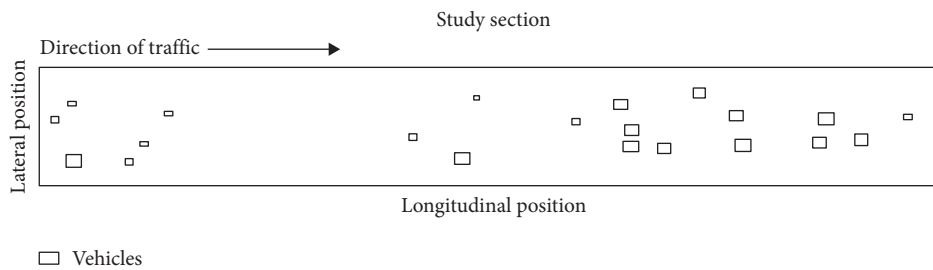 Study section
Direction of traffic
Lateral position
Longitudinal position
Vehicles